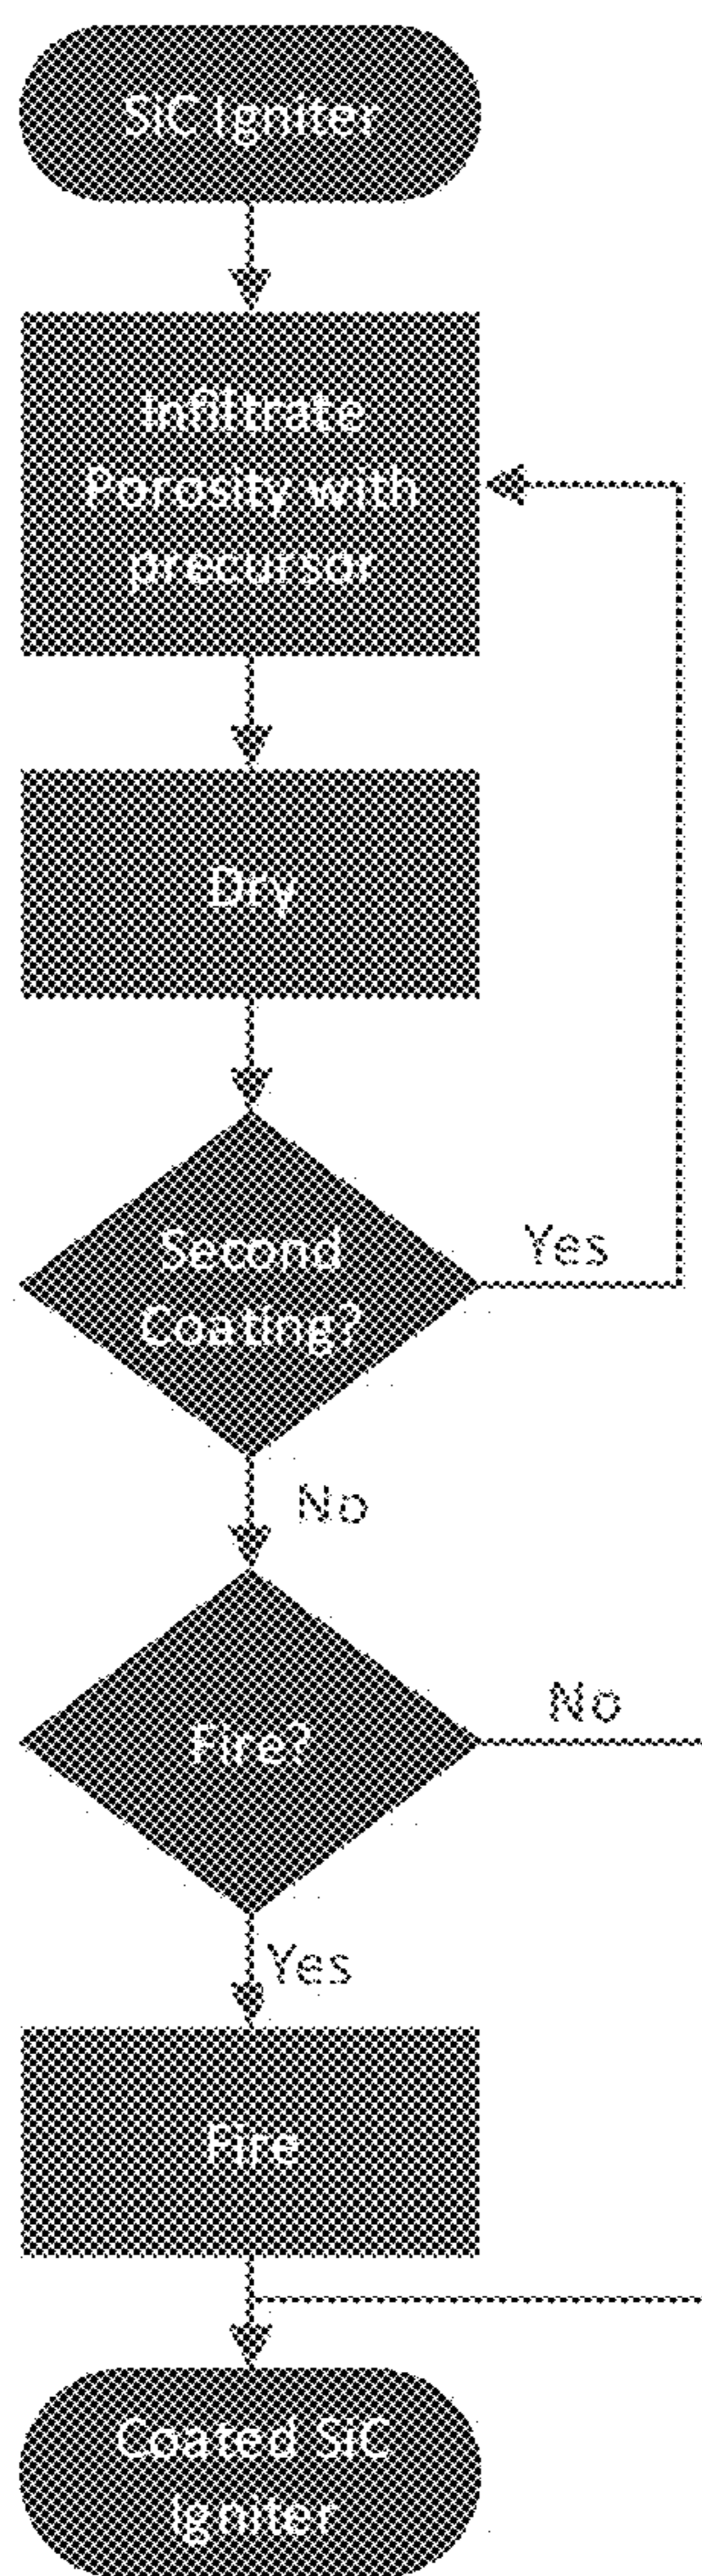 SiC Igniter
Infiltrate
Porosity with
precursor
Dry
Second
Coating?
Yes
No
Fire?
No
Yes
Fire
Coated SiC
Igniter